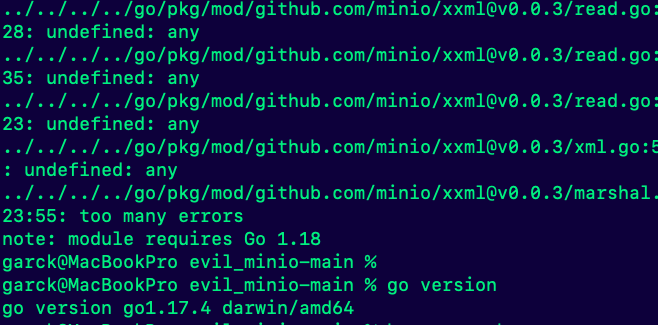 ../../../../go/pkg/mod/github.com/minio/xxml@v0.0.3/read.go:
28: undefined: any
../../../../go/pkg/mod/github.com/minio/xxml@v0.0.3/read.go:
35: undefined: any
../../../../go/pkg/mod/github.com/minio/xxml@v0.0.3/read.go:
23: undefined: any
../../../../go/pkg/mod/github.com/minio/xxml@v0.0.3/xml.go:5
: undefined: any
../../../../go/pkg/mod/github.com/minio/xxml@v0.0.3/marshal.
23:55: too many errors
note: module requires Go 1.18
garck@MacBookPro evil_minio-main %
garck@MacBookPro evil_minio-main % go version
go version go1.17.4 darwin/amd64